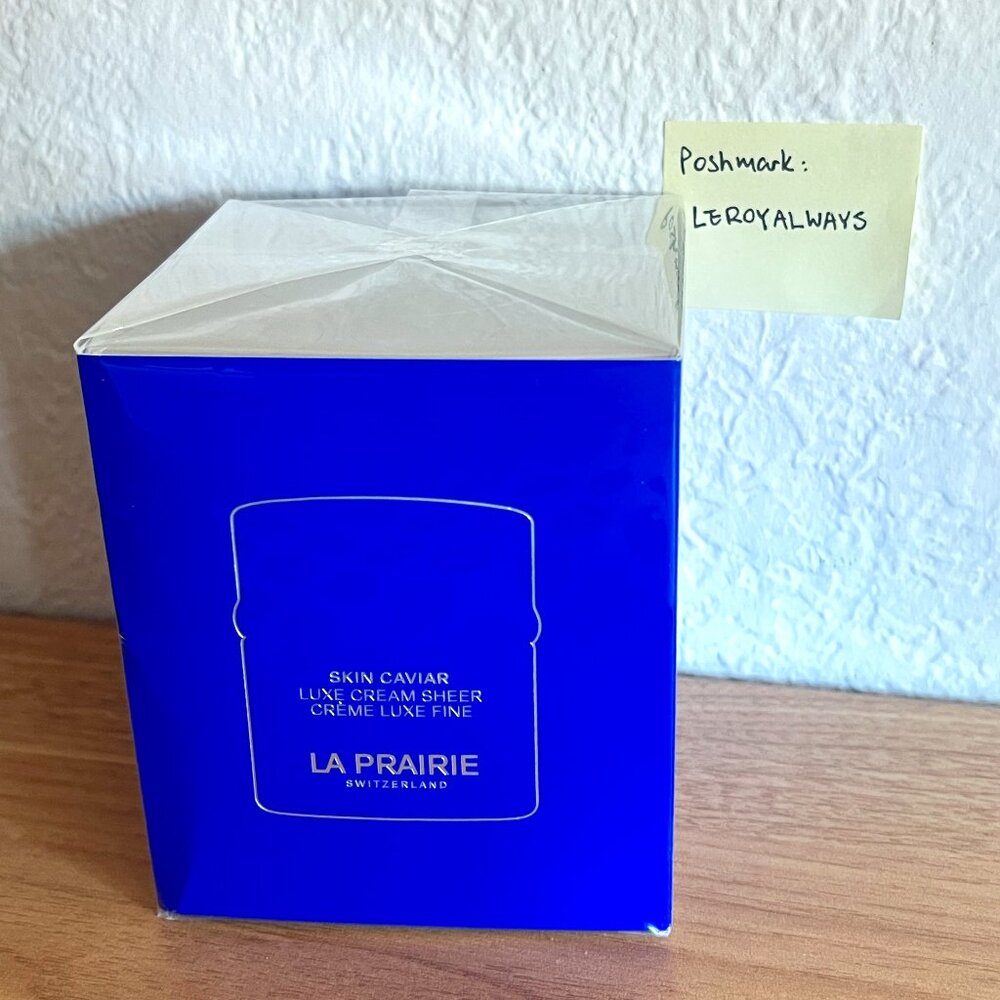 Poshmark:
LEROYALWAYS
SKIN CAVIAR
LUXE CREAM SHEER
CRÈME LUXE FINE
LA PRAIRIE
SWITZERLAND